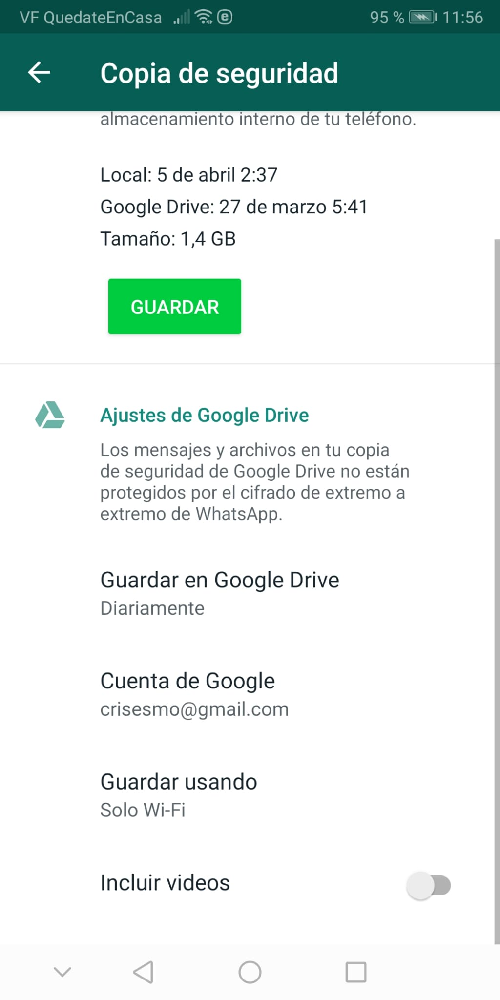 VF QuedateEnCasa
95 % 11:56
Copia de seguridad
almacenamiento interno de tu teléfono.
Local: 5 de abril 2:37
Google Drive: 27 de marzo 5:41
Tamaño: 1,4 GB
GUARDAR
Ajustes de Google Drive
Los mensajes y archivos en tu copia
de seguridad de Google Drive no están
protegidos por el cifrado de extremo a
extremo de WhatsApp.
Guardar en Google Drive
Diariamente
Cuenta de Google
crisesmo@gmail.com
Guardar usando
Solo Wi-Fi
Incluir videos